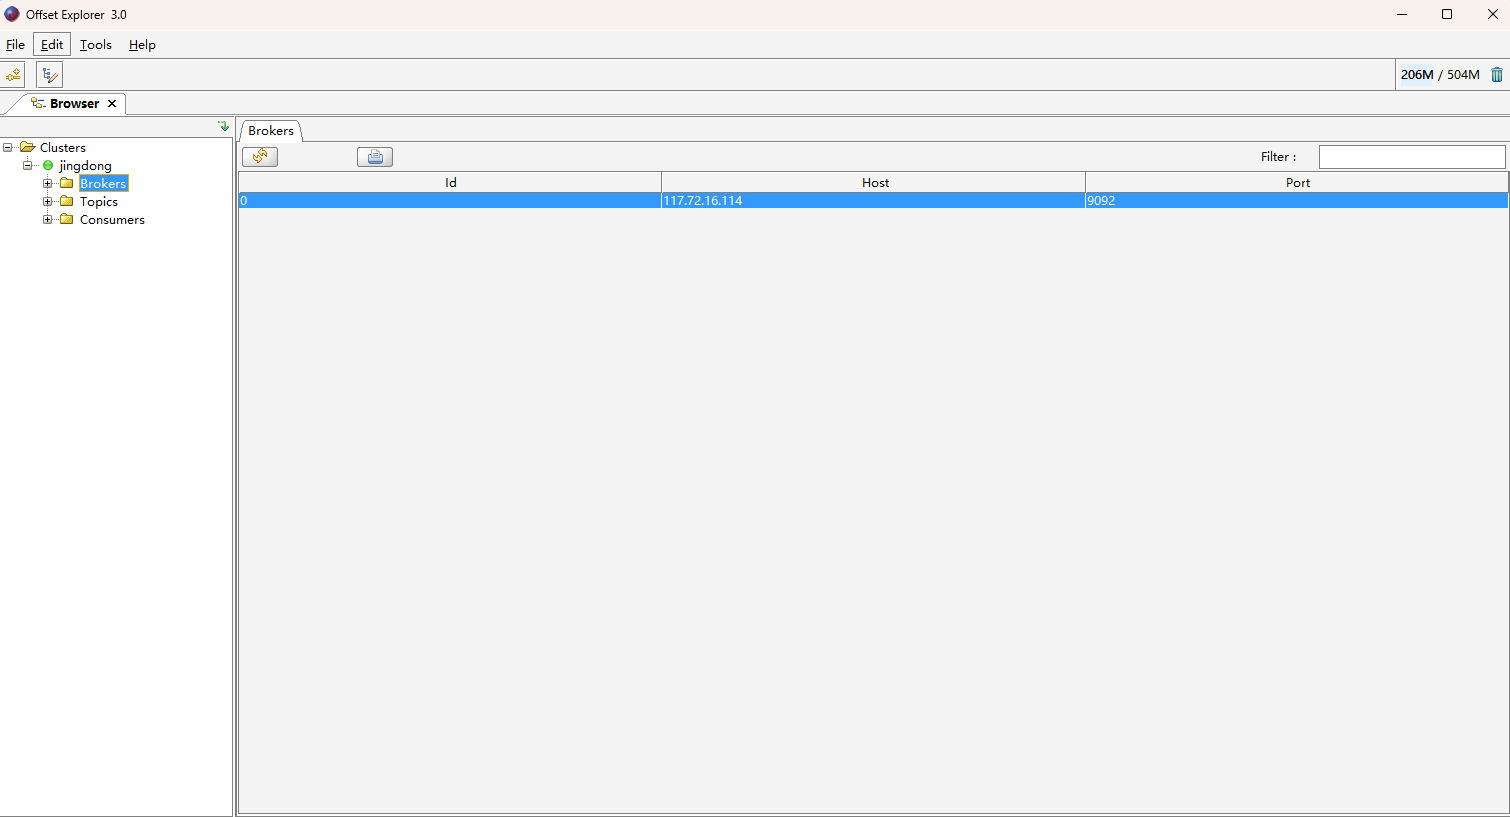 Offset Explorer 3.0
File Edit Tools Help
206M / 504M
Browser
Clusters
jingdong
Brokers
Topics
Consumers
Brokers
Filter :
Id Host Port
0 117.72.16.114 9092